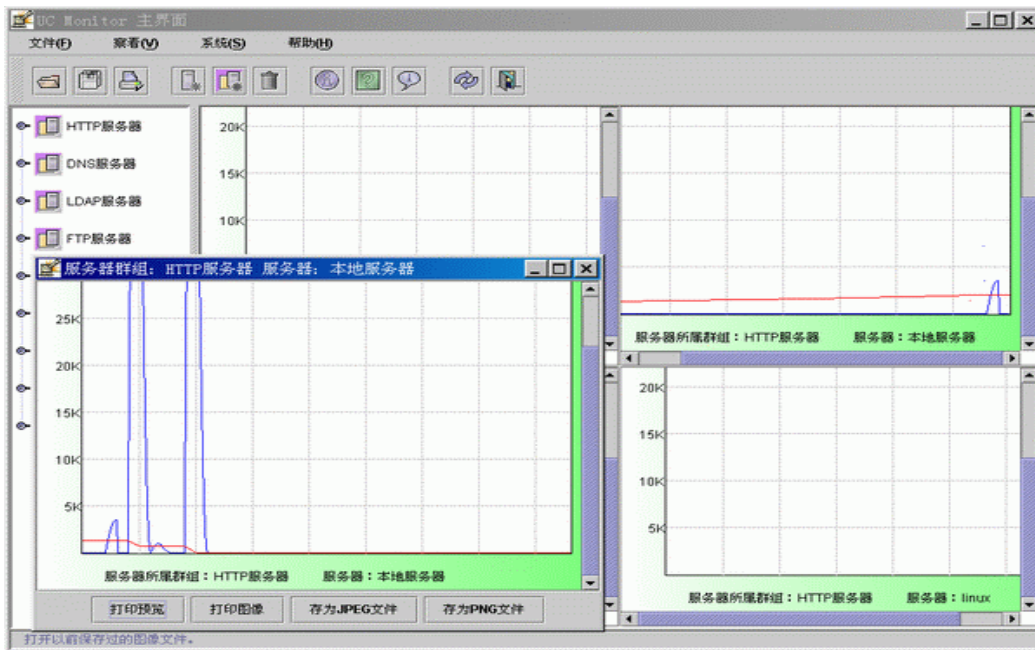 UC Monitor 主界面
文件(F) 察看(V) 系统(S) 帮助(H)
HTTP服务器
DNS服务器
LDAP服务器
FTP服务器
20K
15K
10K
服务器所属群组：HTTP服务器 服务器：本地服务器
服务器群组：HTTP服务器 服务器：本地服务器
25K
20K
15K
10K
5K
服务器所属群组：HTTP服务器 服务器：本地服务器
打印预览 打印图像 存为JPEG文件 存为PNG文件
20K
15K
10K
5K
服务器所属群组：HTTP服务器 服务器：linux
打开以前保存过的图像文件。